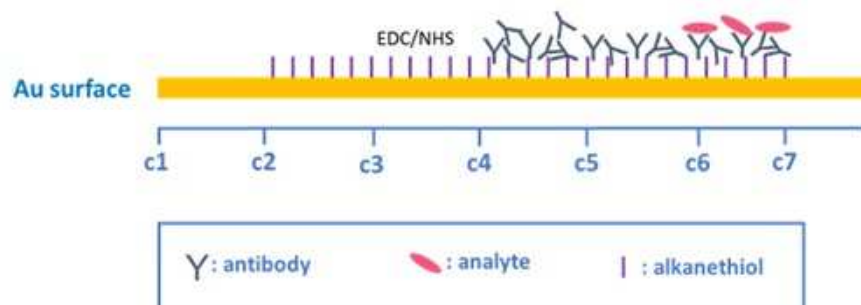 EDC/NHS
Au surface
c1 c2 c3 c4 c5 c6 c7
: antibody : analyte : alkanethiol